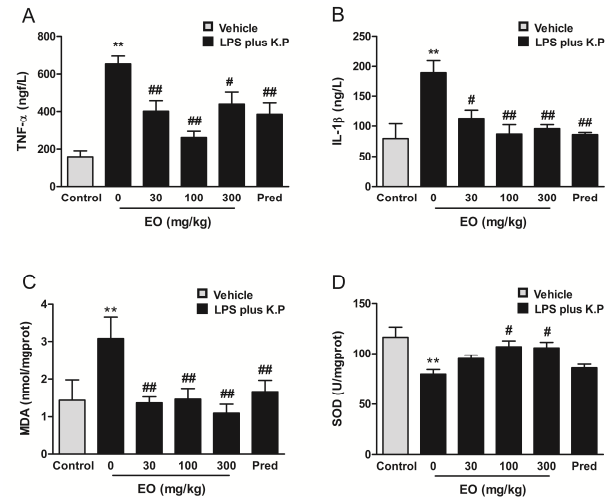 A
Vehicle
LPS plus K.P
TNF-α (ngf/L)
800
600
400
200
0
**
##
##
#
##
Control 0 30 100 300 Pred
EO (mg/kg)
B
Vehicle
LPS plus K.P
IL-1β (ng/L)
250
200
150
100
50
0
**
#
##
##
##
Control 0 30 100 300 Pred
EO (mg/kg)
C
Vehicle
LPS plus K.P
MDA (nmol/mgprot)
4
3
2
1
0
**
##
##
##
##
Control 0 30 100 300 Pred
EO (mg/kg)
D
Vehicle
LPS plus K.P
SOD (U/mgprot)
150
100
50
0
**
#
#
Control 0 30 100 300 Pred
EO (mg/kg)